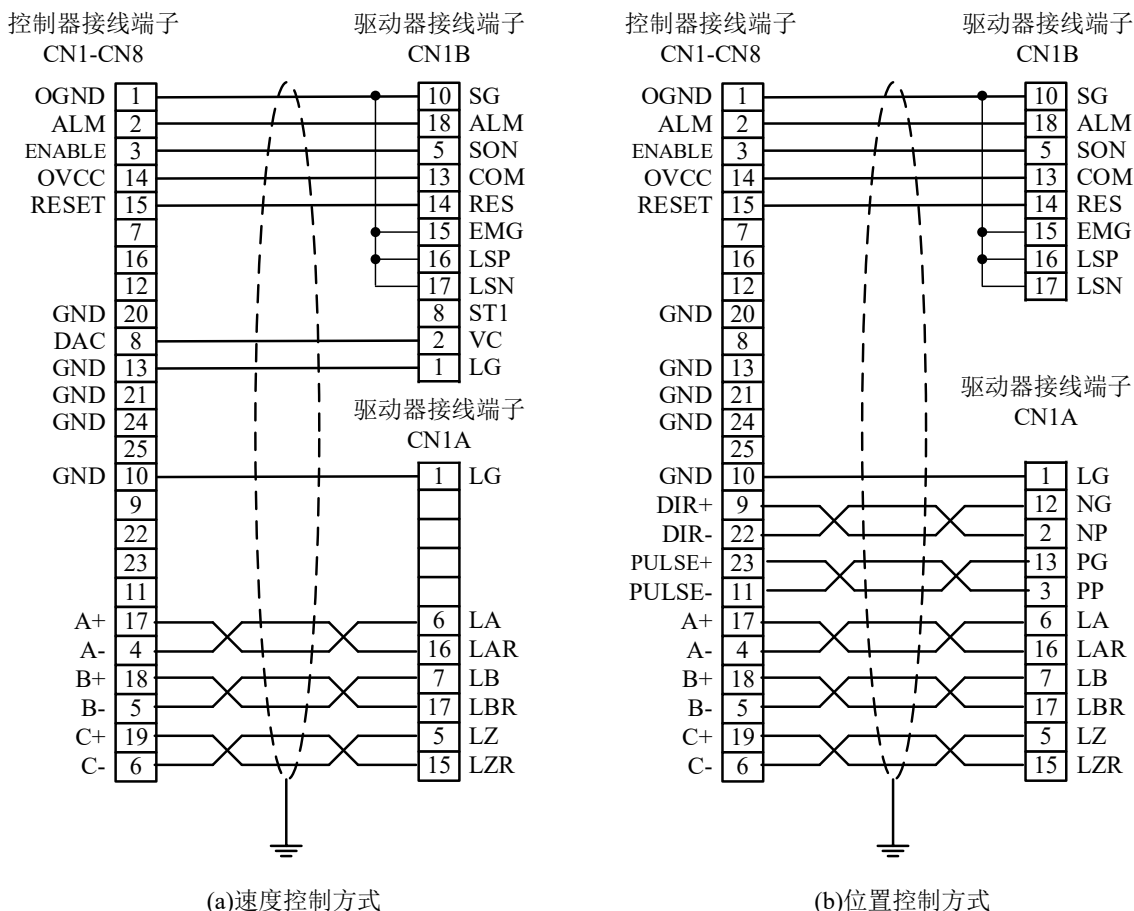 控制器接线端子 驱动器接线端子
CN1-CN8 CN1B
OGND 1 10 SG
ALM 2 18 ALM
ENABLE 3 5 SON
OVCC 14 13 COM
RESET 15 14 RES
7 15 EMG
16 16 LSP
12 17 LSN
GND 20 8 ST1
DAC 8 2 VC
GND 13 1 LG
GND 21
驱动器接线端子
GND 24
CN1A
25
GND 10 1 LG
9
22
23
11
A+ 17 6 LA
A- 4 16 LAR
B+ 18 7 LB
B- 5 17 LBR
C+ 19 5 LZ
C- 6 15 LZR
(a)速度控制方式
控制器接线端子 驱动器接线端子
CN1-CN8 CN1B
OGND 1 10 SG
ALM 2 18 ALM
ENABLE 3 5 SON
OVCC 14 13 COM
RESET 15 14 RES
7 15 EMG
16 16 LSP
12 17 LSN
GND 20
8
GND 13
驱动器接线端子
GND 21
CN1A
GND 24
25
GND 10 1 LG
DIR+ 9 12 NG
DIR- 22 2 NP
PULSE+ 23 13 PG
PULSE- 11 3 PP
A+ 17 6 LA
A- 4 16 LAR
B+ 18 7 LB
B- 5 17 LBR
C+ 19 5 LZ
C- 6 15 LZR
(b)位置控制方式